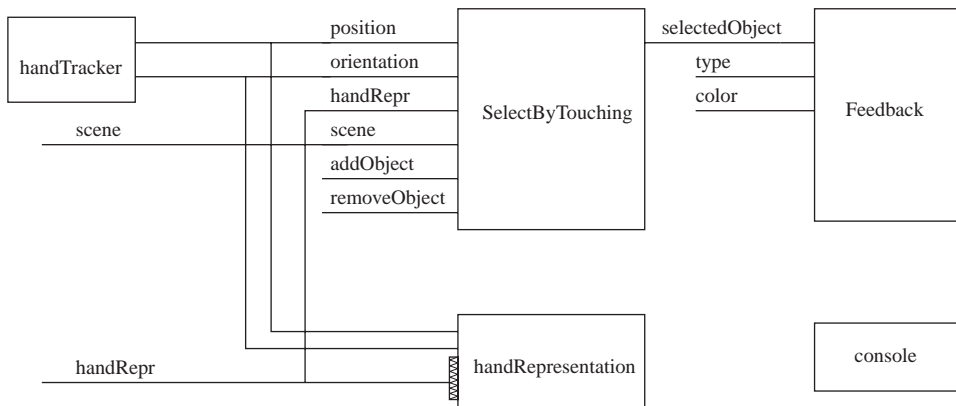 position
selectedObject
handTracker
orientation
type
handRepr
color
SelectByTouching
Feedback
scene
scene
addObject
removeObject
handRepr
handRepresentation
console